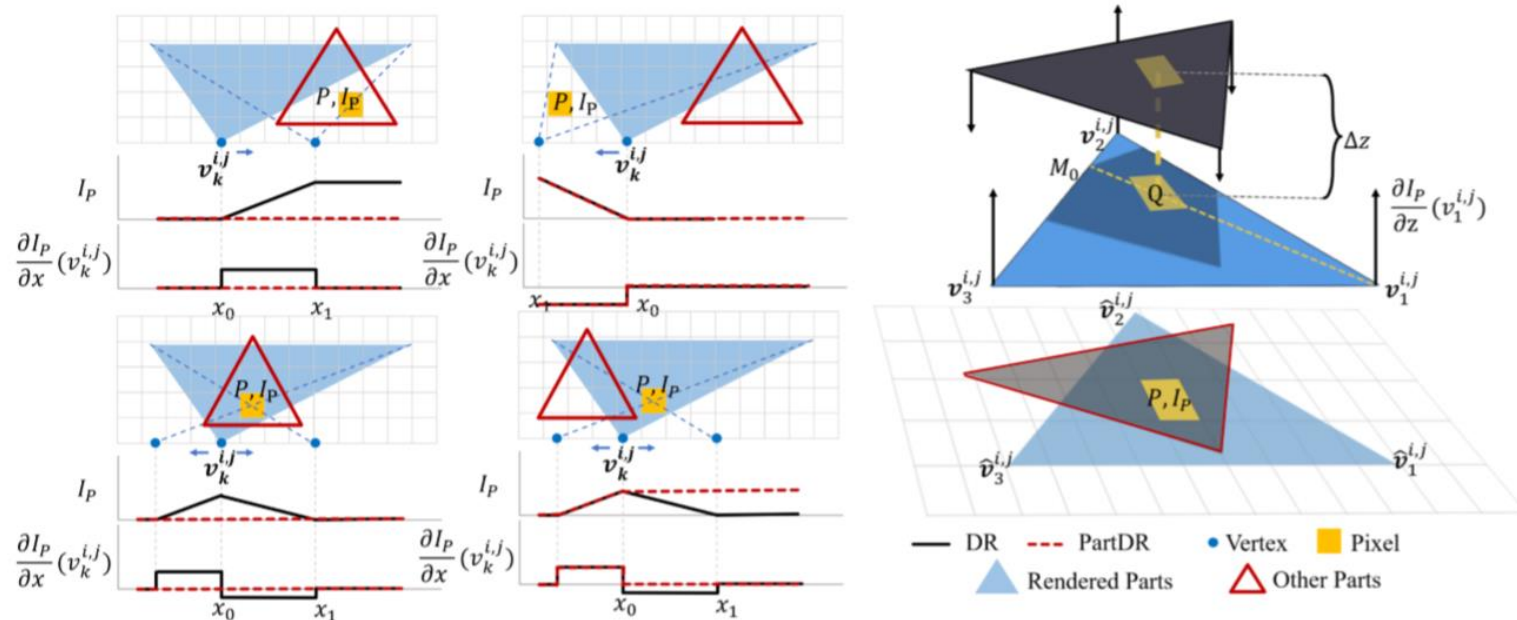 P, I_P
v_k^{i,j}
I_P
∂I_P/∂x (v_k^{i,j})
x_0 x_1
P, I_P
v_k^{i,j}
I_P
∂I_P/∂x (v_k^{i,j})
x_1 x_0
P, I_P
v_k^{i,j}
I_P
∂I_P/∂x (v_k^{i,j})
x_0 x_1
P, I_P
v_k^{i,j}
I_P
∂I_P/∂x (v_k^{i,j})
x_0 x_1
v_2^{i,j}
Δz
M_0
Q
∂I_P/∂z (v_1^{i,j})
v_3^{i,j}
v_1^{i,j}
v̂_2^{i,j}
P, I_P
v̂_3^{i,j}
v̂_1^{i,j}
DR PartDR Vertex Pixel
Rendered Parts Other Parts